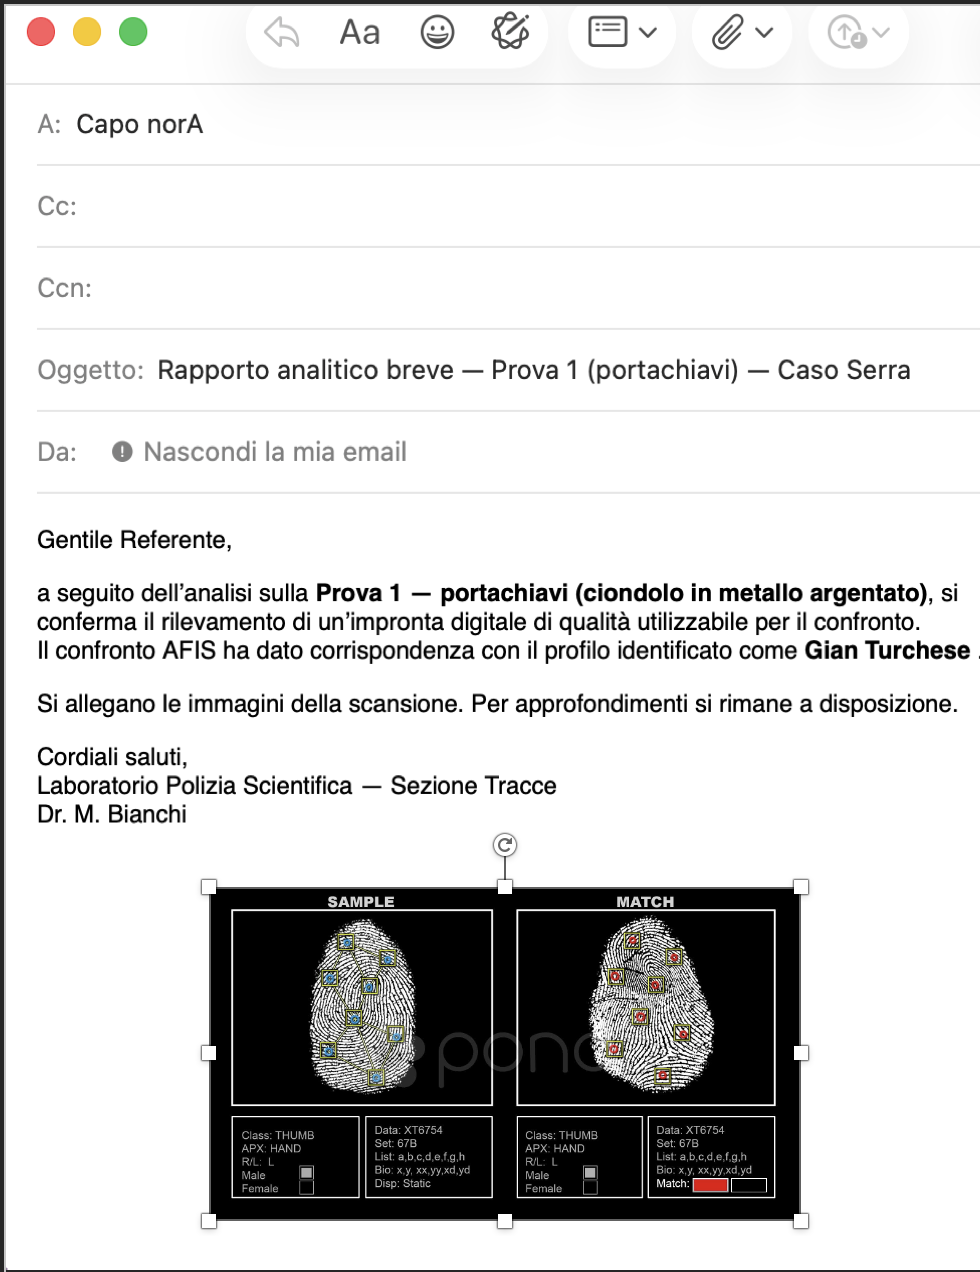 Aa
A: Capo norA
Cc:
Ccn:
Oggetto: Rapporto analitico breve — Prova 1 (portachiavi) — Caso Serra
Da: Nascondi la mia email
Gentile Referente,
a seguito dell'analisi sulla Prova 1 — portachiavi (ciondolo in metallo argentato), si
conferma il rilevamento di un'impronta digitale di qualità utilizzabile per il confronto.
Il confronto AFIS ha dato corrispondenza con il profilo identificato come Gian Turchese .
Si allegano le immagini della scansione. Per approfondimenti si rimane a disposizione.
Cordiali saluti,
Laboratorio Polizia Scientifica — Sezione Tracce
Dr. M. Bianchi
SAMPLE
MATCH
Class: THUMB
APX: HAND
R/L: L
Male
Female
Data: XT6754
Set: 67B
List: a,b,c,d,e,f,g,h
Bio: x,y, xx,yy,xd,yd
Disp: Static
Class: THUMB
APX: HAND
R/L: L
Male
Female
Data: XT6754
Set: 67B
List: a,b,c,d,e,f,g,h
Bio: x,y, xx,yy,xd,yd
Match: